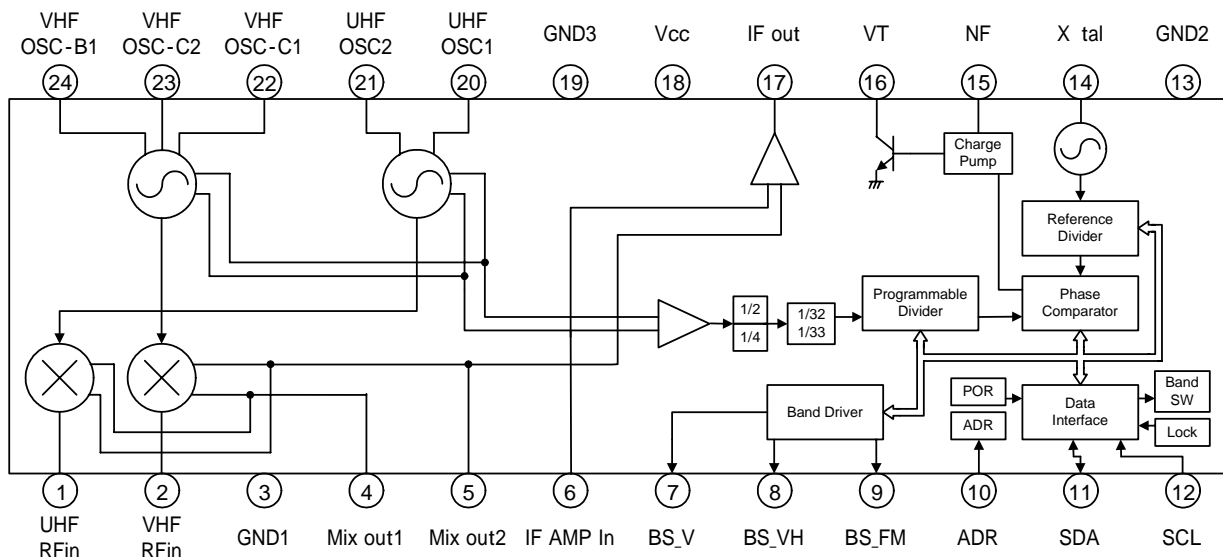 VHF
OSC-B1
VHF
OSC-C2
VHF
OSC-C1
UHF
OSC2
UHF
OSC1
GND3
Vcc
IF out
VT
NF
X tal
GND2
24
23
22
21
20
19
18
17
16
15
14
13
Charge
Pump
Reference
Divider
1/2
1/4
1/32
1/33
Programmable
Divider
Phase
Comparator
Band Driver
POR
ADR
Data
Interface
Band
SW
Lock
1
2
3
4
5
6
7
8
9
10
11
12
UHF
RFin
VHF
RFin
GND1
Mix out1
Mix out2
IF AMP In
BS_V
BS_VH
BS_FM
ADR
SDA
SCL